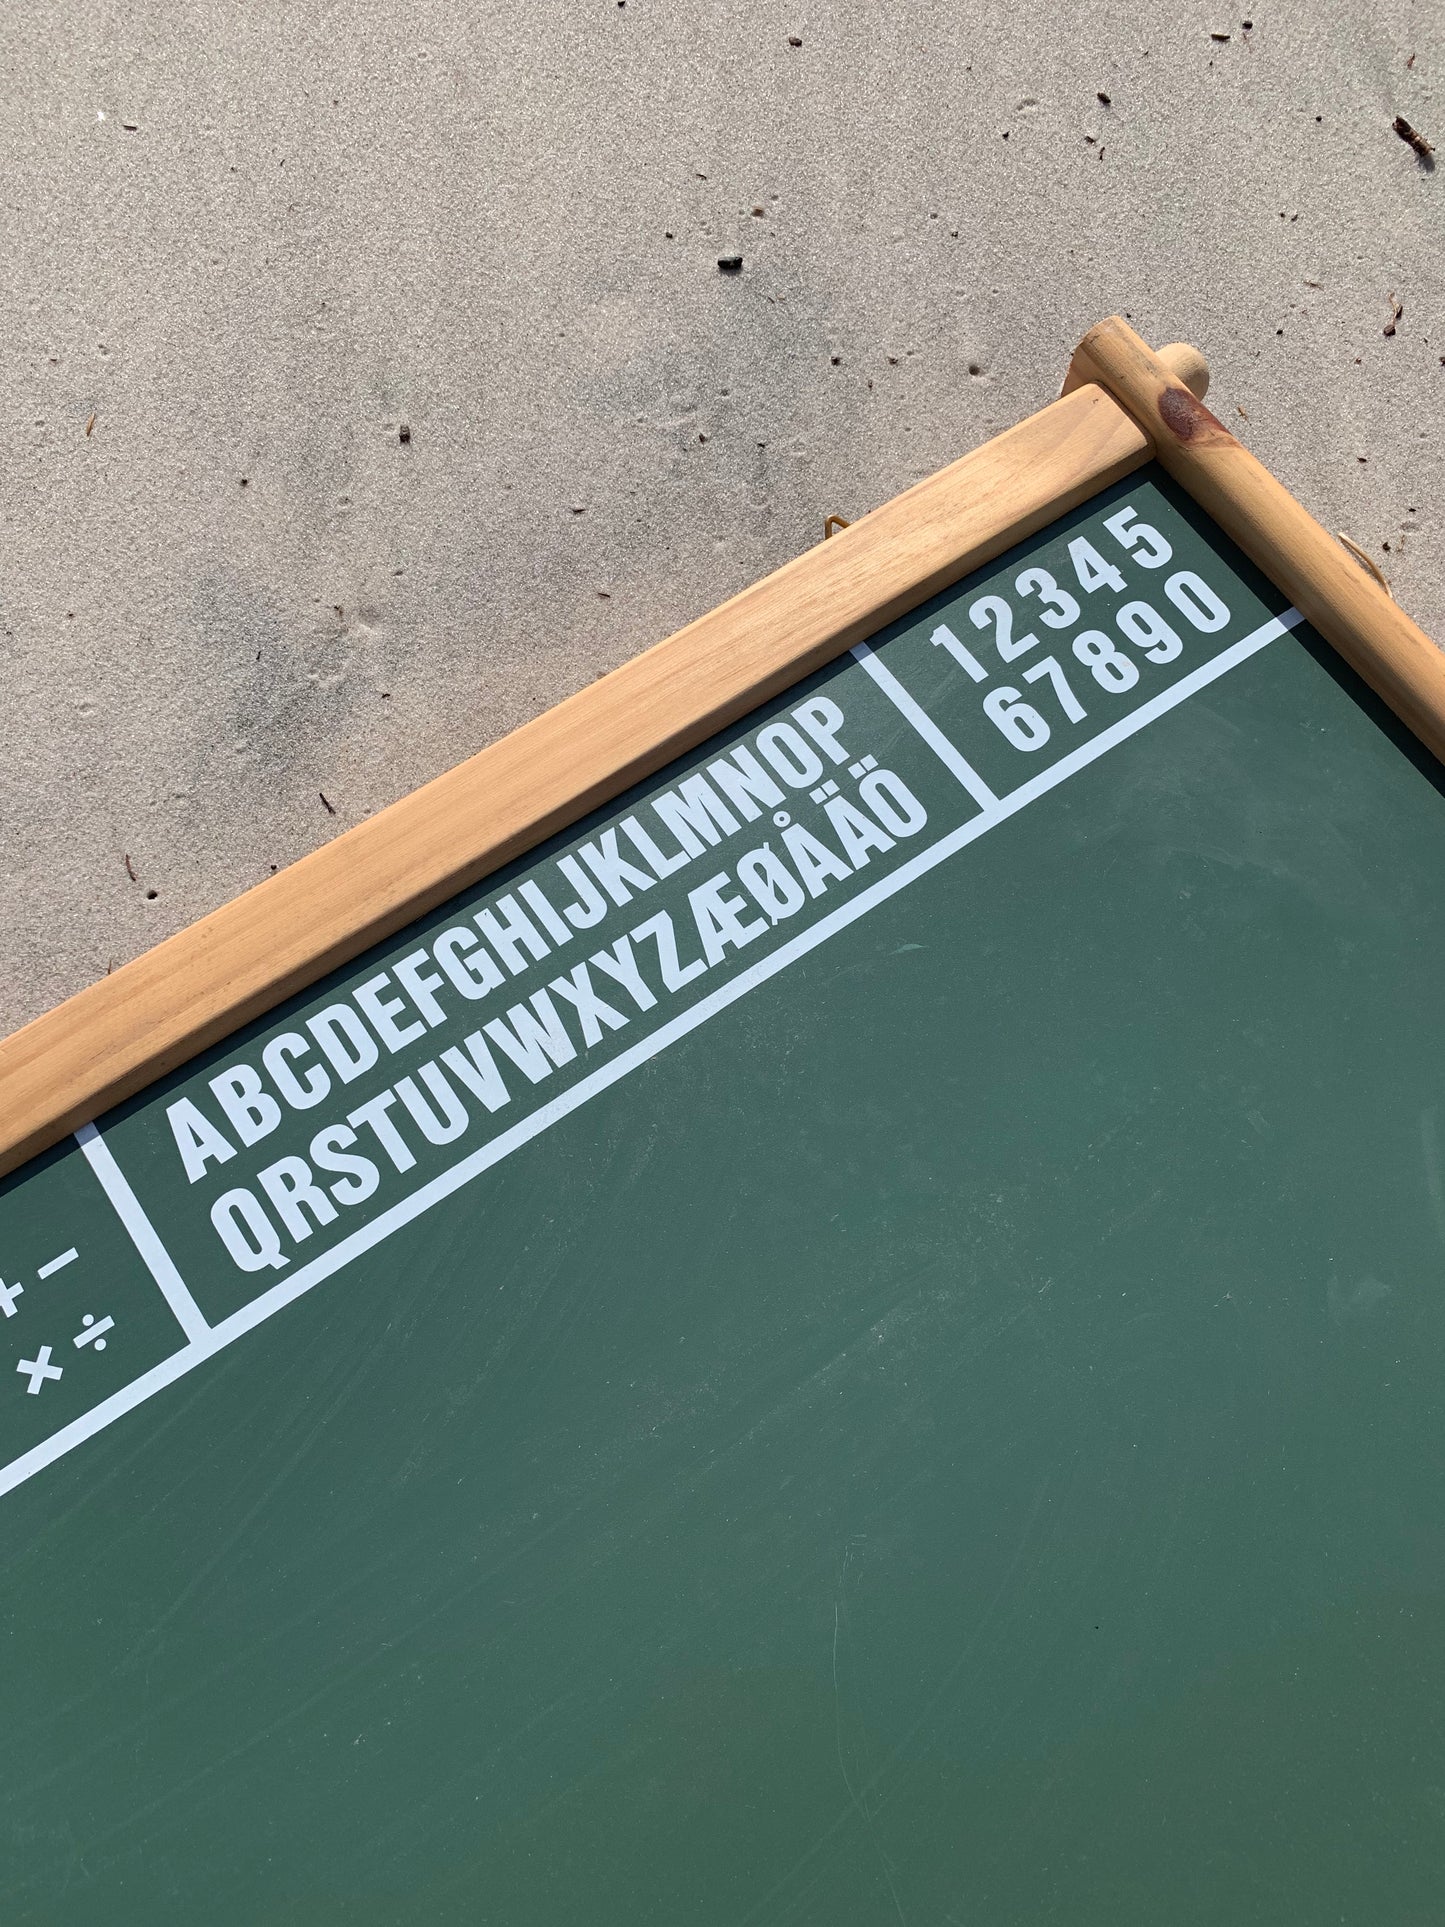 + −
× ÷
ABCDEFGHIJKLMNOP
QRSTUVWXYZÆØÅÄÖ
12345
67890